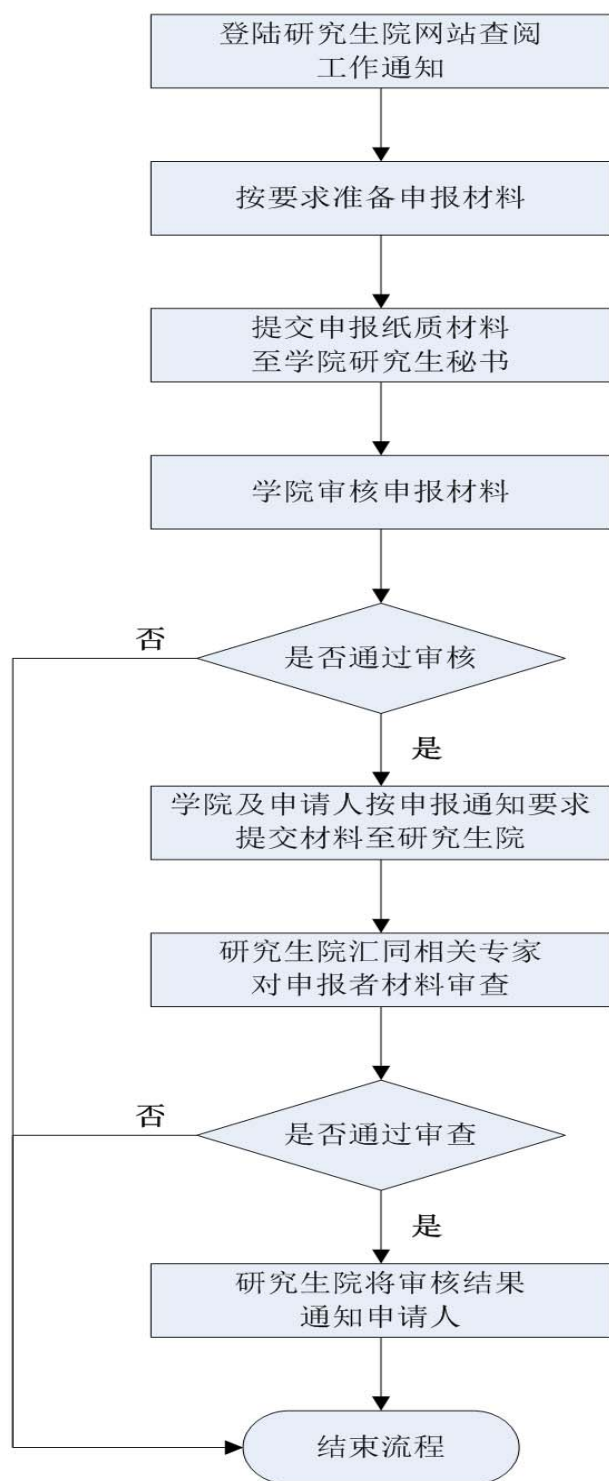 登陆研究生院网站查阅
工作通知
按要求准备申报材料
提交申报纸质材料
至学院研究生秘书
学院审核申报材料
否
是否通过审核
是
学院及申请人按申报通知要求
提交材料至研究生院
研究生院汇同相关专家
对申报者材料审查
否
是否通过审查
是
研究生院将审核结果
通知申请人
结束流程